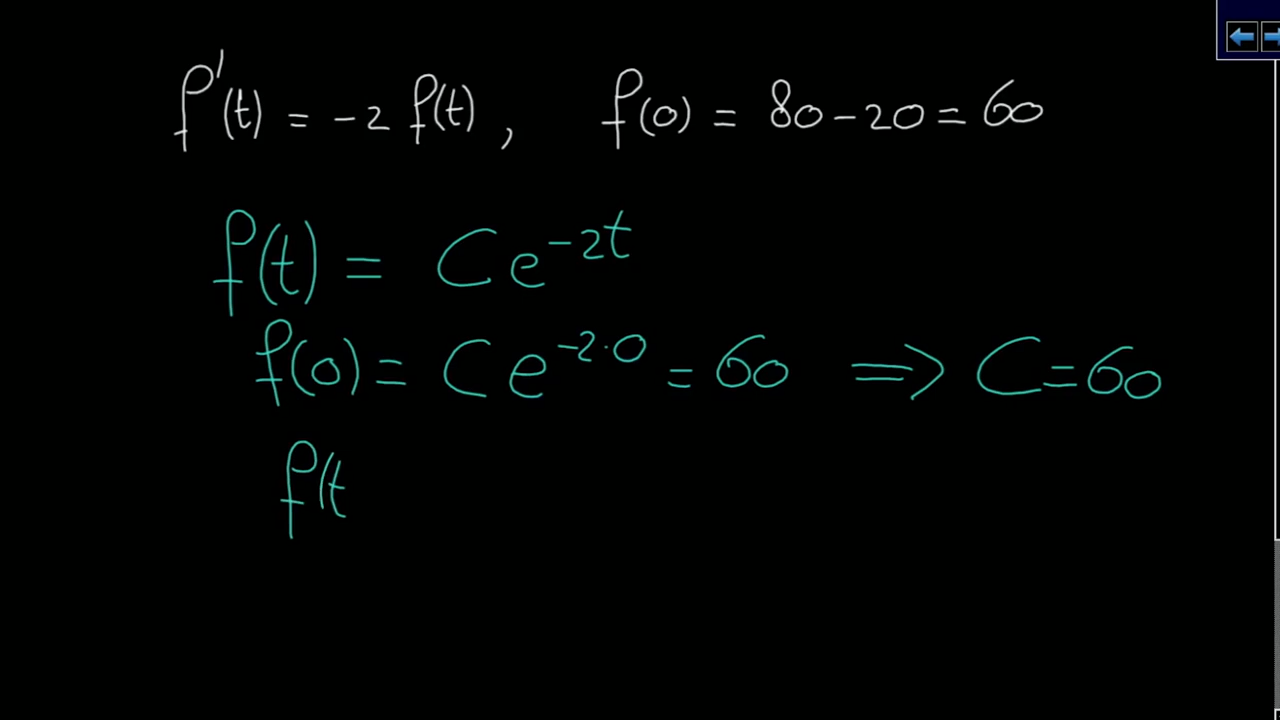 f'(t) = -2 f(t), f(0) = 80-20 = 60
f(t) = Ce^{-2t}
f(0) = Ce^{-2·0} = 60 ⇒ C=60
f(t